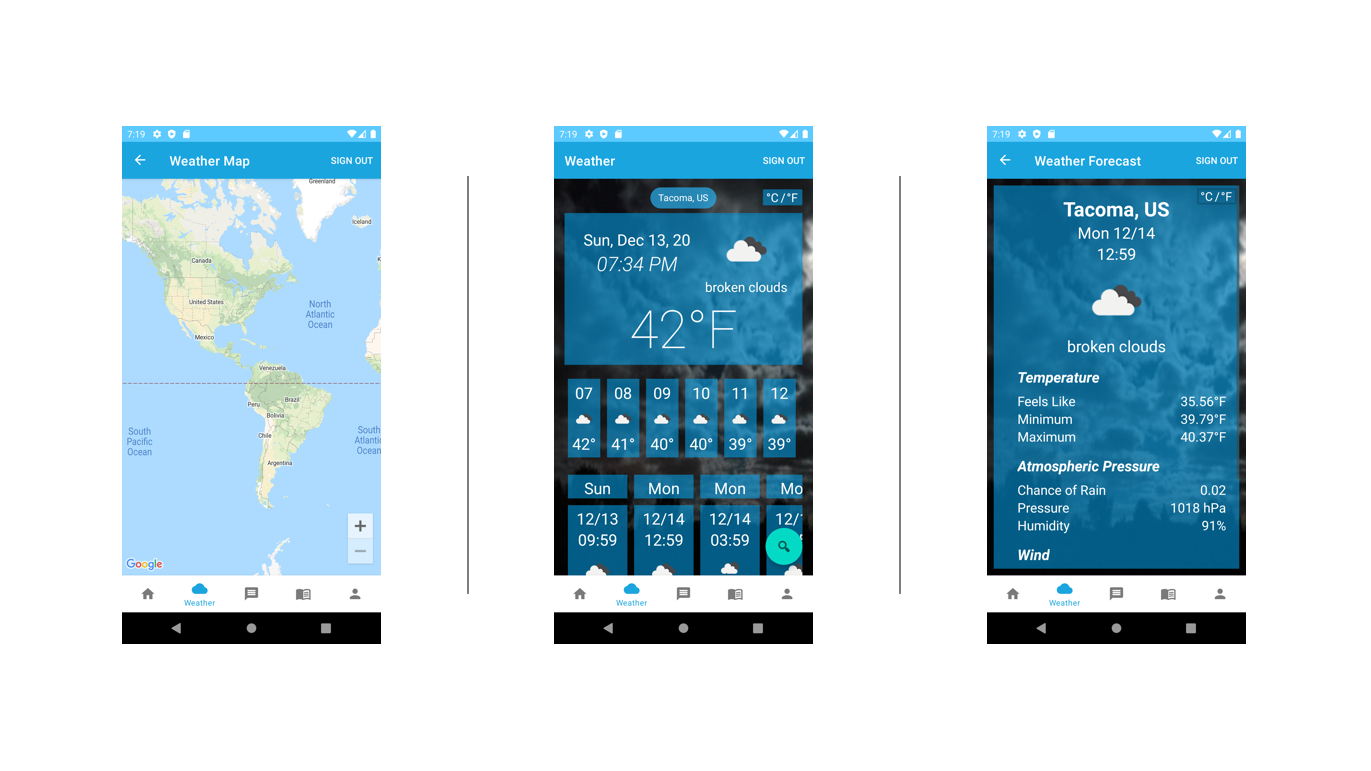 7:19
Weather Map
SIGN OUT
Greenland
Iceland
Canada
United States
North
Atlantic
Ocean
Mexico
Venezuela
Peru
Brazil
Bolivia
South
Pacific
Ocean
Chile
South
Atlantic
Ocean
Argentina
+
−
Google
Weather
7:19
Weather
SIGN OUT
Tacoma, US
°C / °F
Sun, Dec 13, 20
07:34 PM
broken clouds
42°F
07 08 09 10 11 12
42° 41° 40° 40° 39° 39°
Sun Mon Mon Mo
12/13 12/14 12/14 12/
09:59 12:59 03:59
Weather
7:19
Weather Forecast
SIGN OUT
°C / °F
Tacoma, US
Mon 12/14
12:59
broken clouds
Temperature
Feels Like 35.56°F
Minimum 39.79°F
Maximum 40.37°F
Atmospheric Pressure
Chance of Rain 0.02
Pressure 1018 hPa
Humidity 91%
Wind
Weather